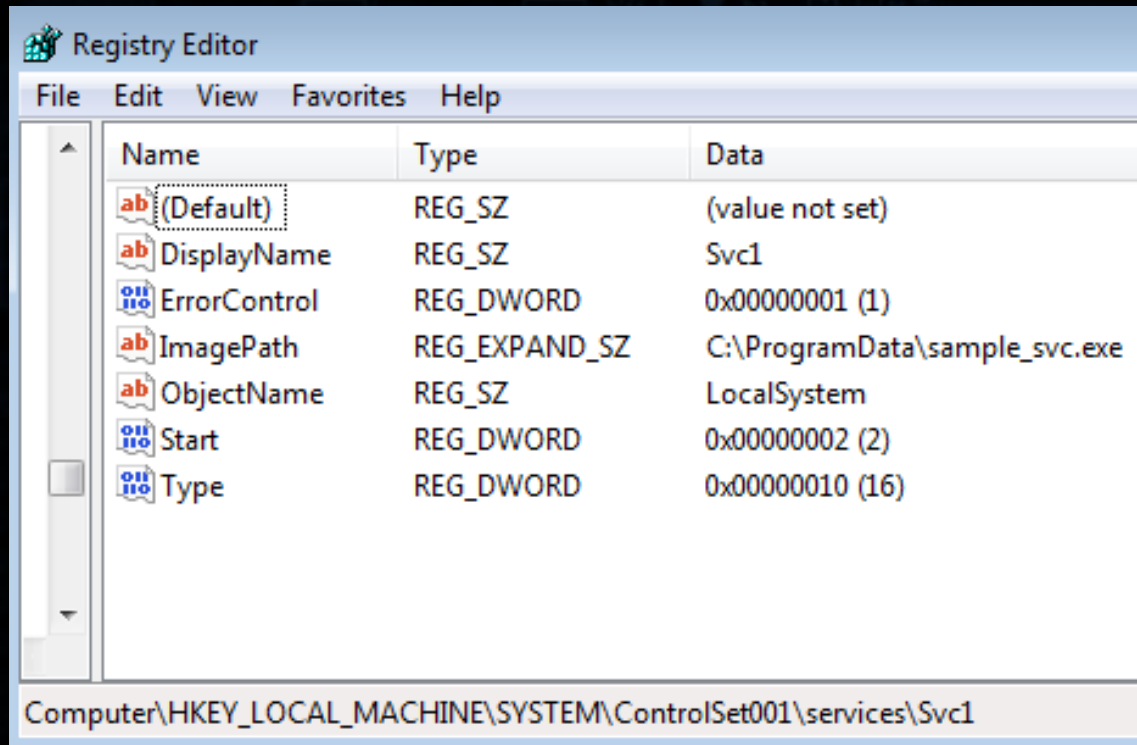 Registry Editor
File Edit View Favorites Help
Name Type Data
(Default) REG_SZ (value not set)
DisplayName REG_SZ Svc1
ErrorControl REG_DWORD 0x00000001 (1)
ImagePath REG_EXPAND_SZ C:\ProgramData\sample_svc.exe
ObjectName REG_SZ LocalSystem
Start REG_DWORD 0x00000002 (2)
Type REG_DWORD 0x00000010 (16)
Computer\HKEY_LOCAL_MACHINE\SYSTEM\ControlSet001\services\Svc1